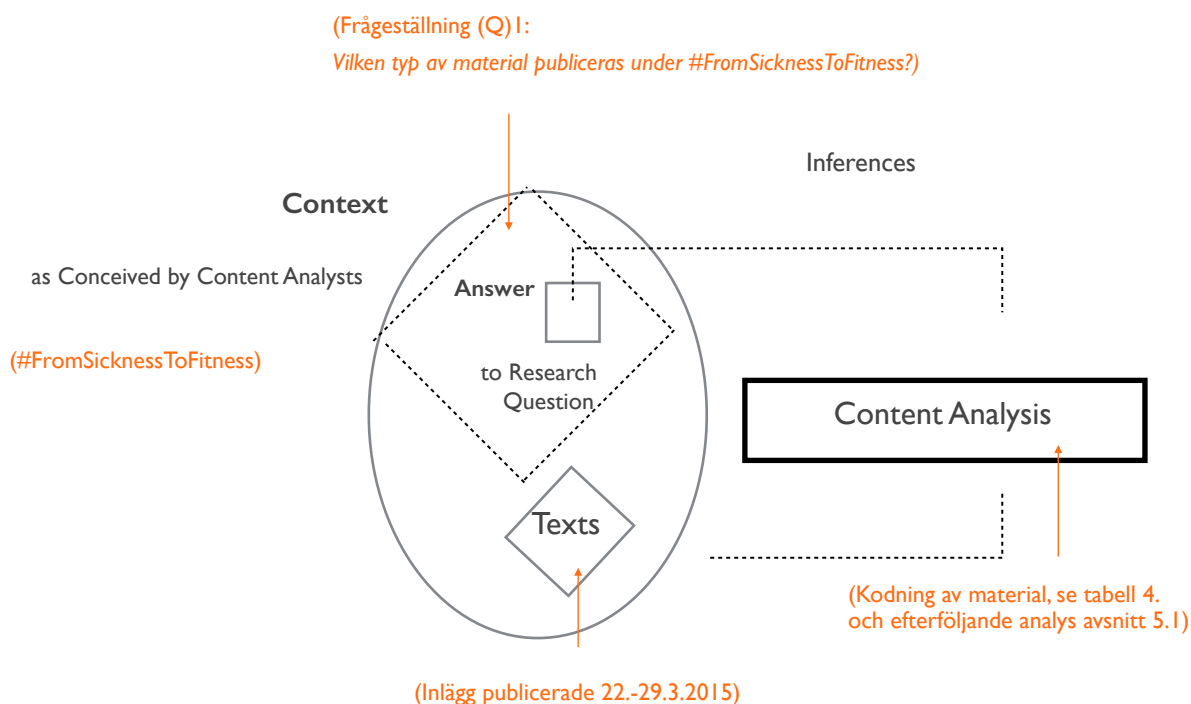 (Frågeställning (Q)1:
Vilken typ av material publiceras under #FromSicknessToFitness?)
Inferences
Context
as Conceived by Content Analysts
Answer
(#FromSicknessToFitness)
to Research
Question
Content Analysis
Texts
(Kodning av material, se tabell 4.
och efterföljande analys avsnitt 5.1)
(Inlägg publicerade 22.-29.3.2015)